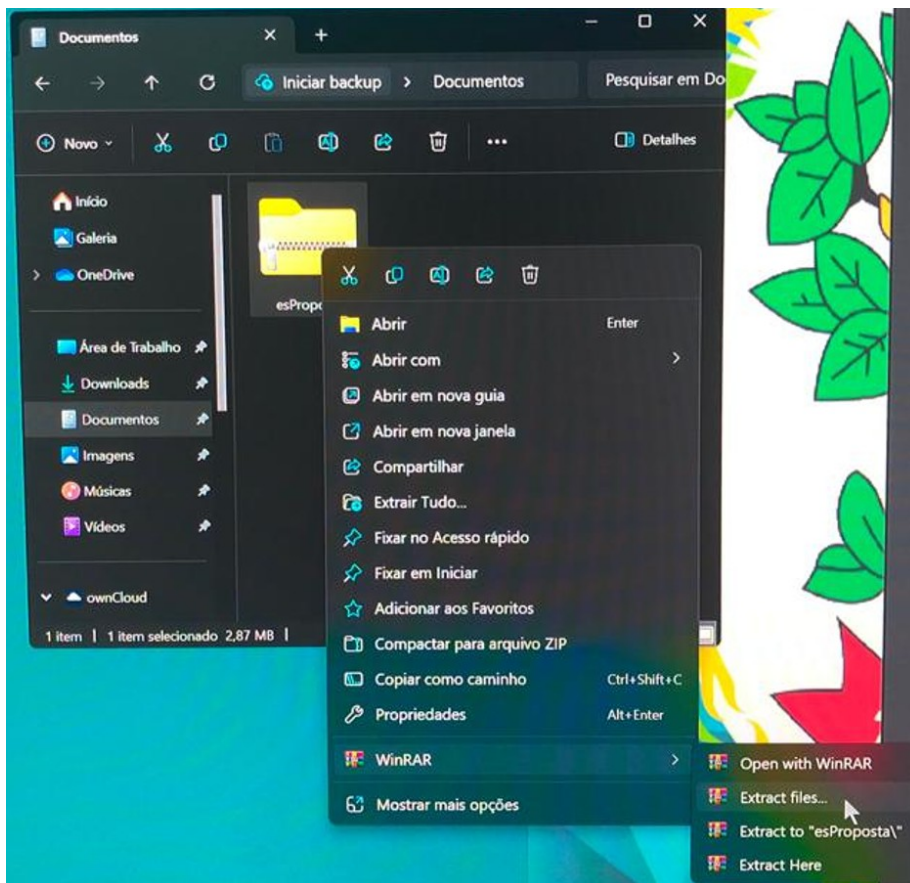 Documentos
Iniciar backup > Documentos
Pesquisar em Do
Novo
Detalhes
Início
Galeria
OneDrive
Área de Trabalho
Downloads
Documentos
Imagens
Músicas
Vídeos
ownCloud
1 item | 1 item selecionado 2,87 MB |
esPropo
Abrir Enter
Abrir com
Abrir em nova guia
Abrir em nova janela
Compartilhar
Extrair Tudo...
Fixar no Acesso rápido
Fixar em Iniciar
Adicionar aos Favoritos
Compactar para arquivo ZIP
Copiar como caminho Ctrl+Shift+C
Propriedades Alt+Enter
WinRAR
Mostrar mais opções
Open with WinRAR
Extract files...
Extract to "esProposta\"
Extract Here